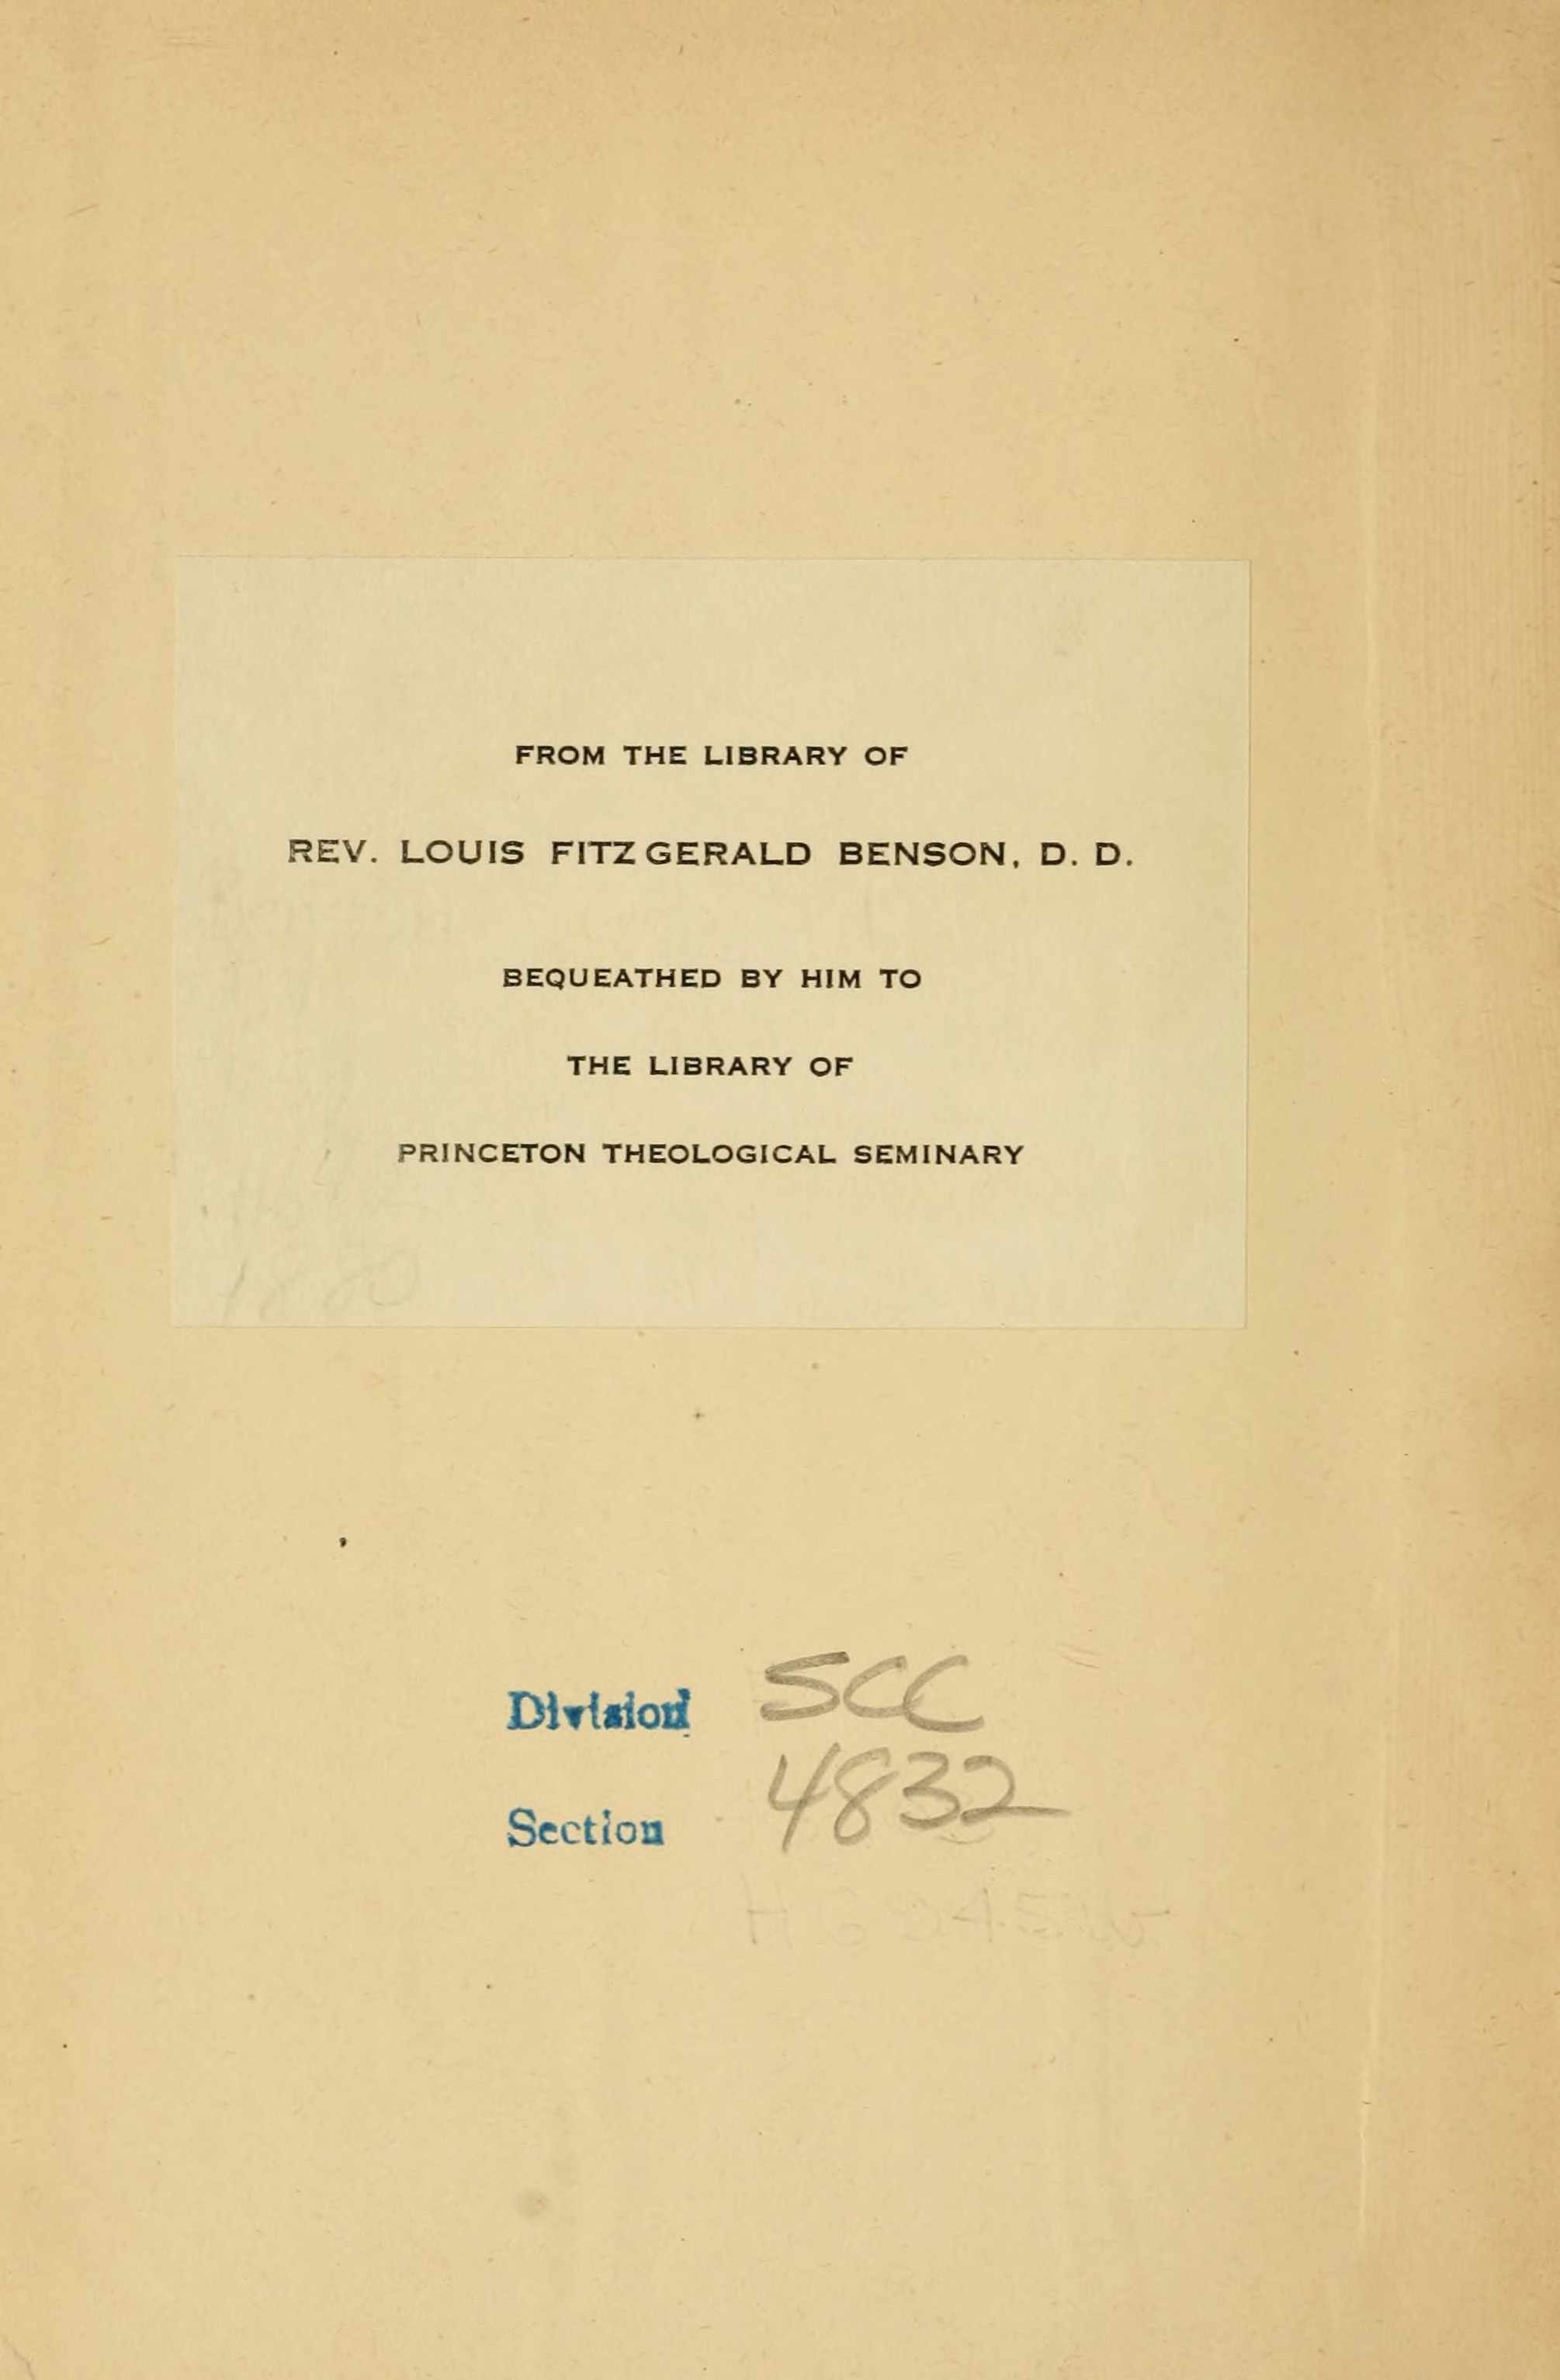 FROM THE LIBRARY OF
REV. LOUIS FITZGERALD BENSON, D. D.
BEQUEATHED BY HIM TO
THE LIBRARY OF
PRINCETON THEOLOGICAL SEMINARY
Division SCC
Section 4832